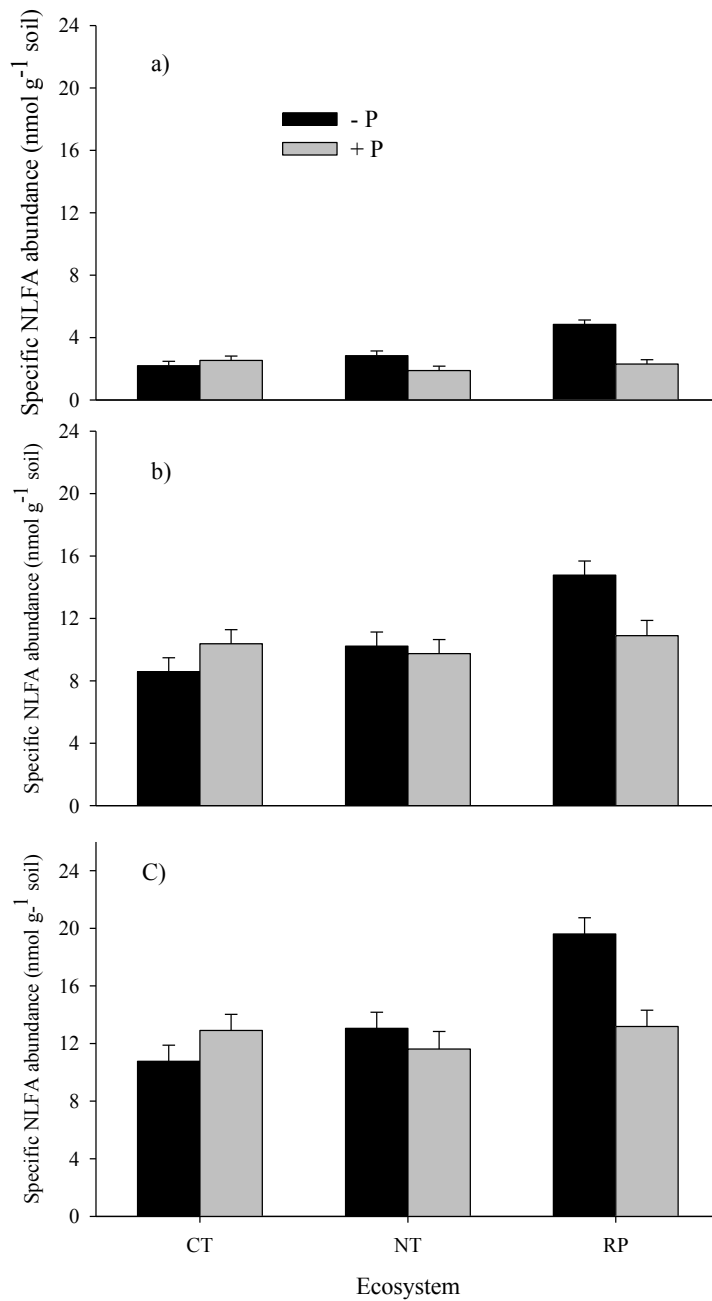 Specific NLFA abundance (nmol g-1 soil)
24
20
16
12
8
4
0
a)
- P
+ P
Specific NLFA abundance (nmol g-1 soil)
24
20
16
12
8
4
0
b)
Specific NLFA abundance (nmol g-1 soil)
24
20
16
12
8
4
0
C)
CT NT RP
Ecosystem